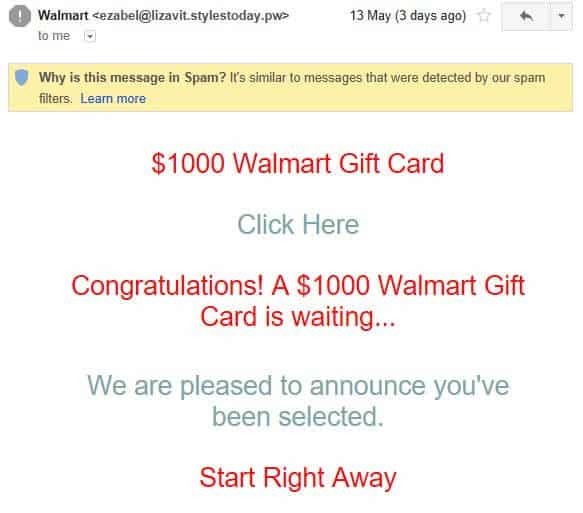 Walmart <ezabel@lizavit.stylestoday.pw> 13 May (3 days ago)
to me
Why is this message in Spam? It's similar to messages that were detected by our spam
filters. Learn more
$1000 Walmart Gift Card
Click Here
Congratulations! A $1000 Walmart Gift
Card is waiting...
We are pleased to announce you've
been selected.
Start Right Away